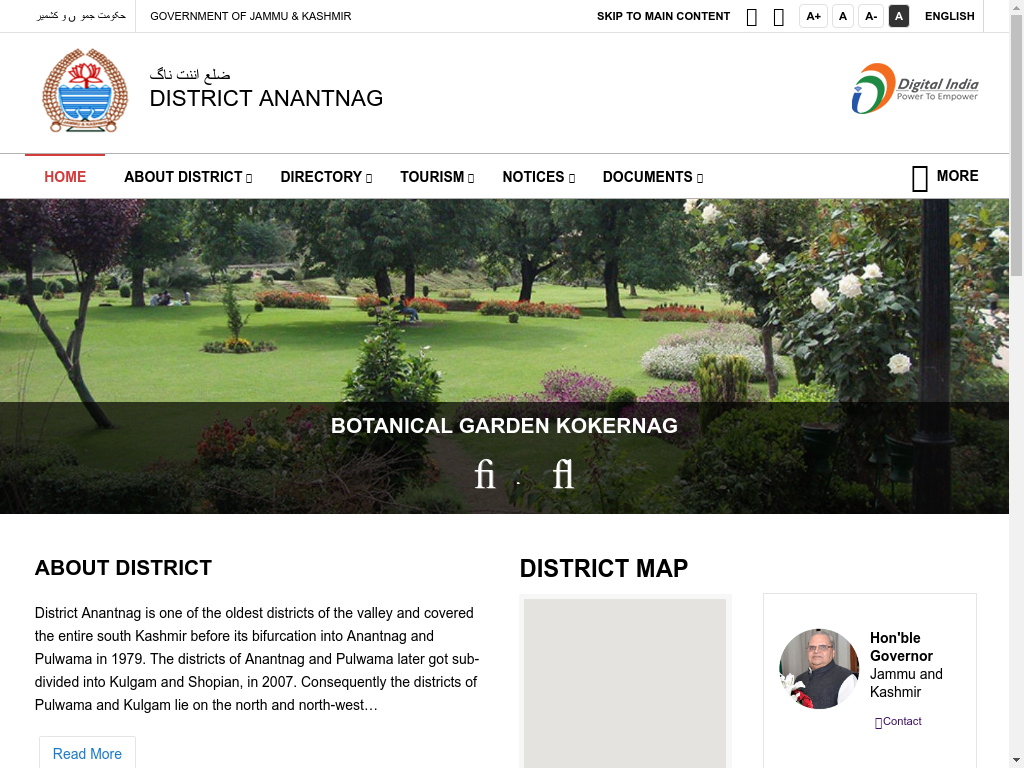 حکومت جموں و کشمیر
GOVERNMENT OF JAMMU & KASHMIR
SKIP TO MAIN CONTENT
A+
A
A-
A
ENGLISH
ضلع اننت ناگ
DISTRICT ANANTNAG
Digital India
Power To Empower
HOME
ABOUT DISTRICT
DIRECTORY
TOURISM
NOTICES
DOCUMENTS
MORE
BOTANICAL GARDEN KOKERNAG
ﬁ . ﬂ
ABOUT DISTRICT
District Anantnag is one of the oldest districts of the valley and covered
the entire south Kashmir before its bifurcation into Anantnag and
Pulwama in 1979. The districts of Anantnag and Pulwama later got sub-
divided into Kulgam and Shopian, in 2007. Consequently the districts of
Pulwama and Kulgam lie on the north and north-west…
Read More
DISTRICT MAP
Hon'ble
Governor
Jammu and
Kashmir
Contact